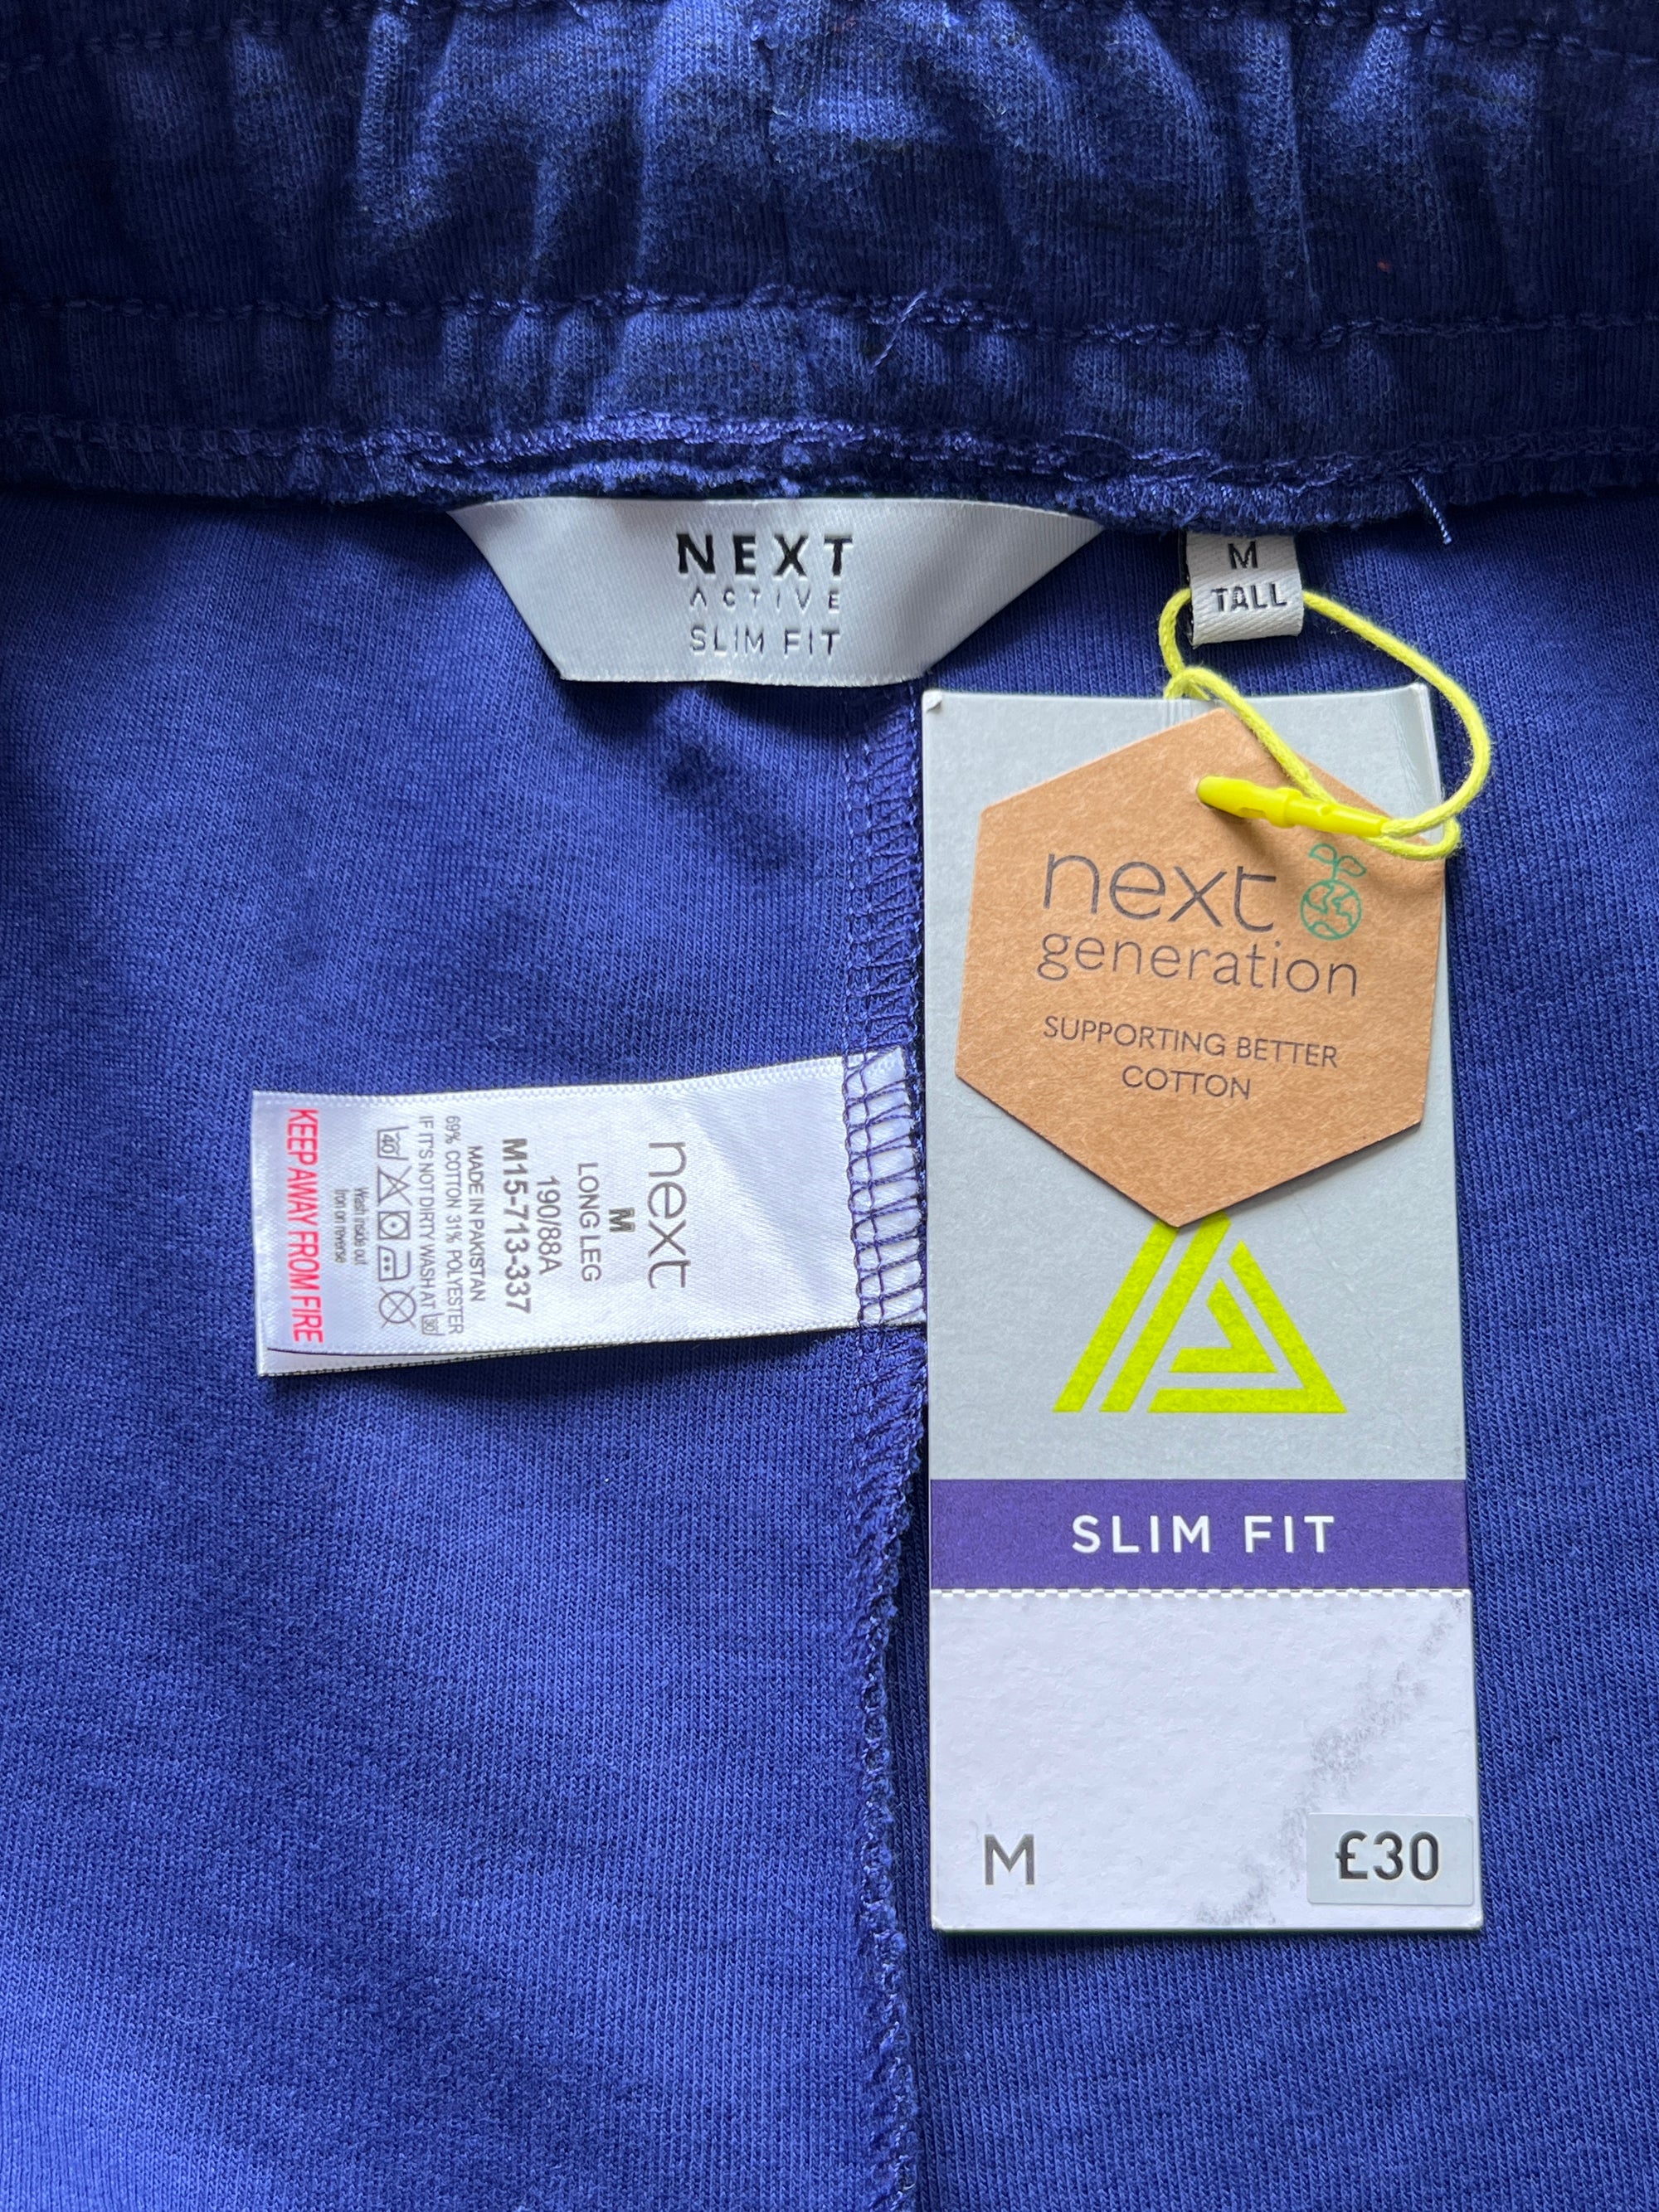 NEXT
ACTIVE
SLIM FIT
M
TALL
next
generation
SUPPORTING BETTER
COTTON
SLIM FIT
M
£30
next
M
LONG LEG
190/88A
M15-713-337
MADE IN PAKISTAN
69% COTTON 31% POLYESTER
IF IT'S NOT DIRTY WASH AT 30
40
Wash inside out
Iron on reverse
KEEP AWAY FROM FIRE